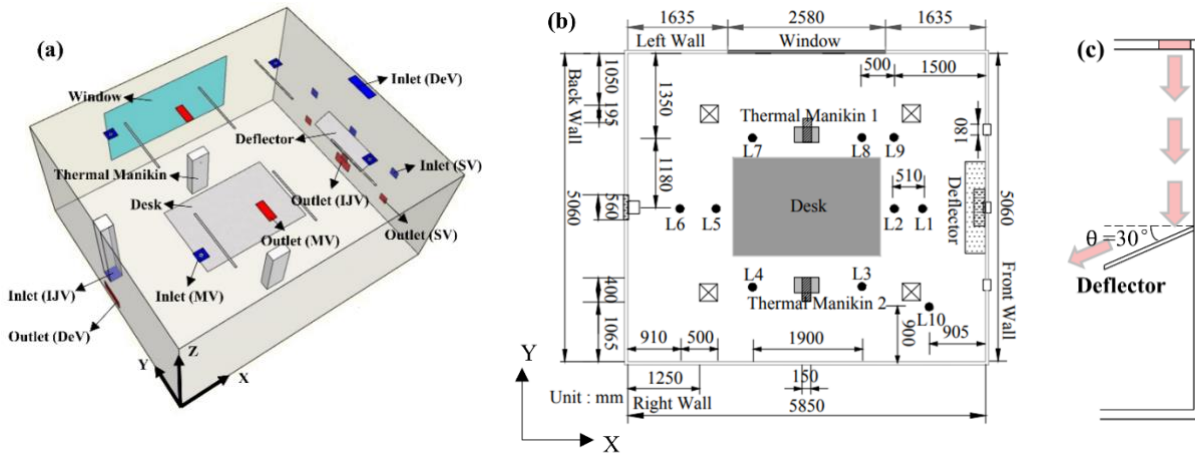 (a)
Inlet (DeV)
Window
Deflector
Inlet (SV)
Thermal Manikin
Outlet (IJV)
Desk
Outlet (SV)
Outlet (MV)
Inlet (IJV)
Inlet (MV)
Outlet (DeV)
Z
Y
X
(b)
1635
2580
1635
Left Wall
Window
500
1500
1050
195
Back Wall
1350
Thermal Manikin 1
180
L7
L8
L9
1180
510
5060
560
Desk
Deflector
5060
L6
L5
L2
L1
L4
L3
400
Thermal Manikin 2
L10
Front Wall
1065
900
910
500
1900
905
1250
150
Unit : mm
Right Wall
5850
Y
X
(c)
θ =30°
Deflector